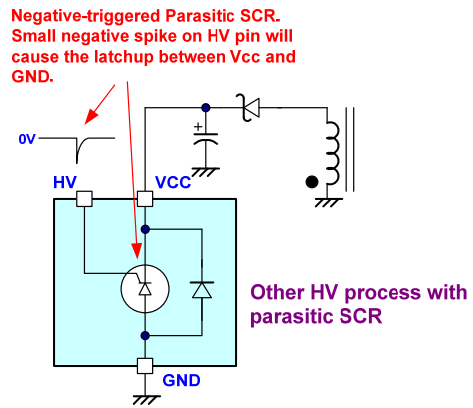 Negative-triggered Parasitic SCR.
Small negative spike on HV pin will
cause the latchup between Vcc and
GND.
0V
+
HV
VCC
Other HV process with
parasitic SCR
GND